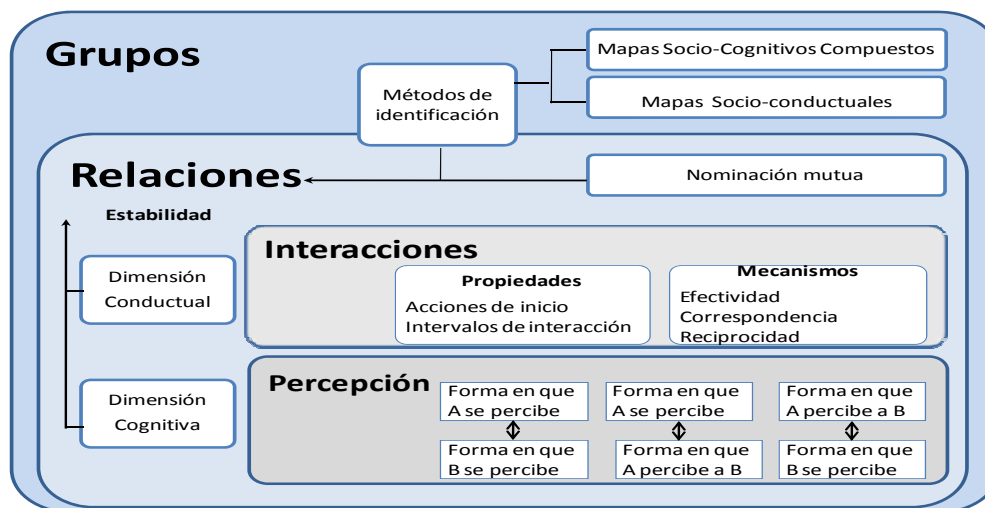 Grupos
Métodos de
identificación
Mapas Socio-Cognitivos Compuestos
Mapas Socio-conductuales
Relaciones
Nominación mutua
Estabilidad
Dimensión
Conductual
Interacciones
Propiedades
Acciones de inicio
Intervalos de interacción
Mecanismos
Efectividad
Correspondencia
Reciprocidad
Dimensión
Cognitiva
Percepción
Forma en que
A se percibe
Forma en que
B se percibe
Forma en que
A se percibe
Forma en que
A percibe a B
Forma en que
A percibe a B
Forma en que
B se percibe